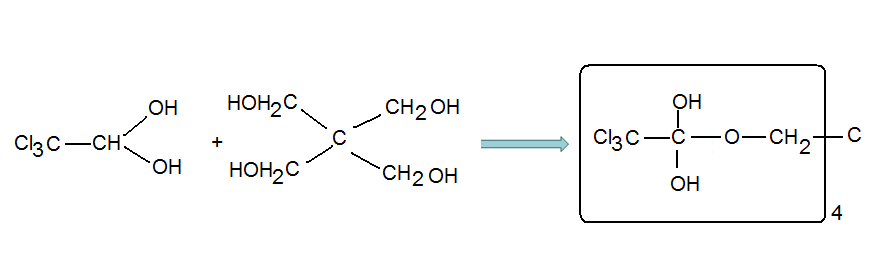 Cl3C—CH
OH
OH
+
HOH2C
CH2OH
C
HOH2C
CH2OH
OH
Cl3C—C—O—CH2—C
OH
4